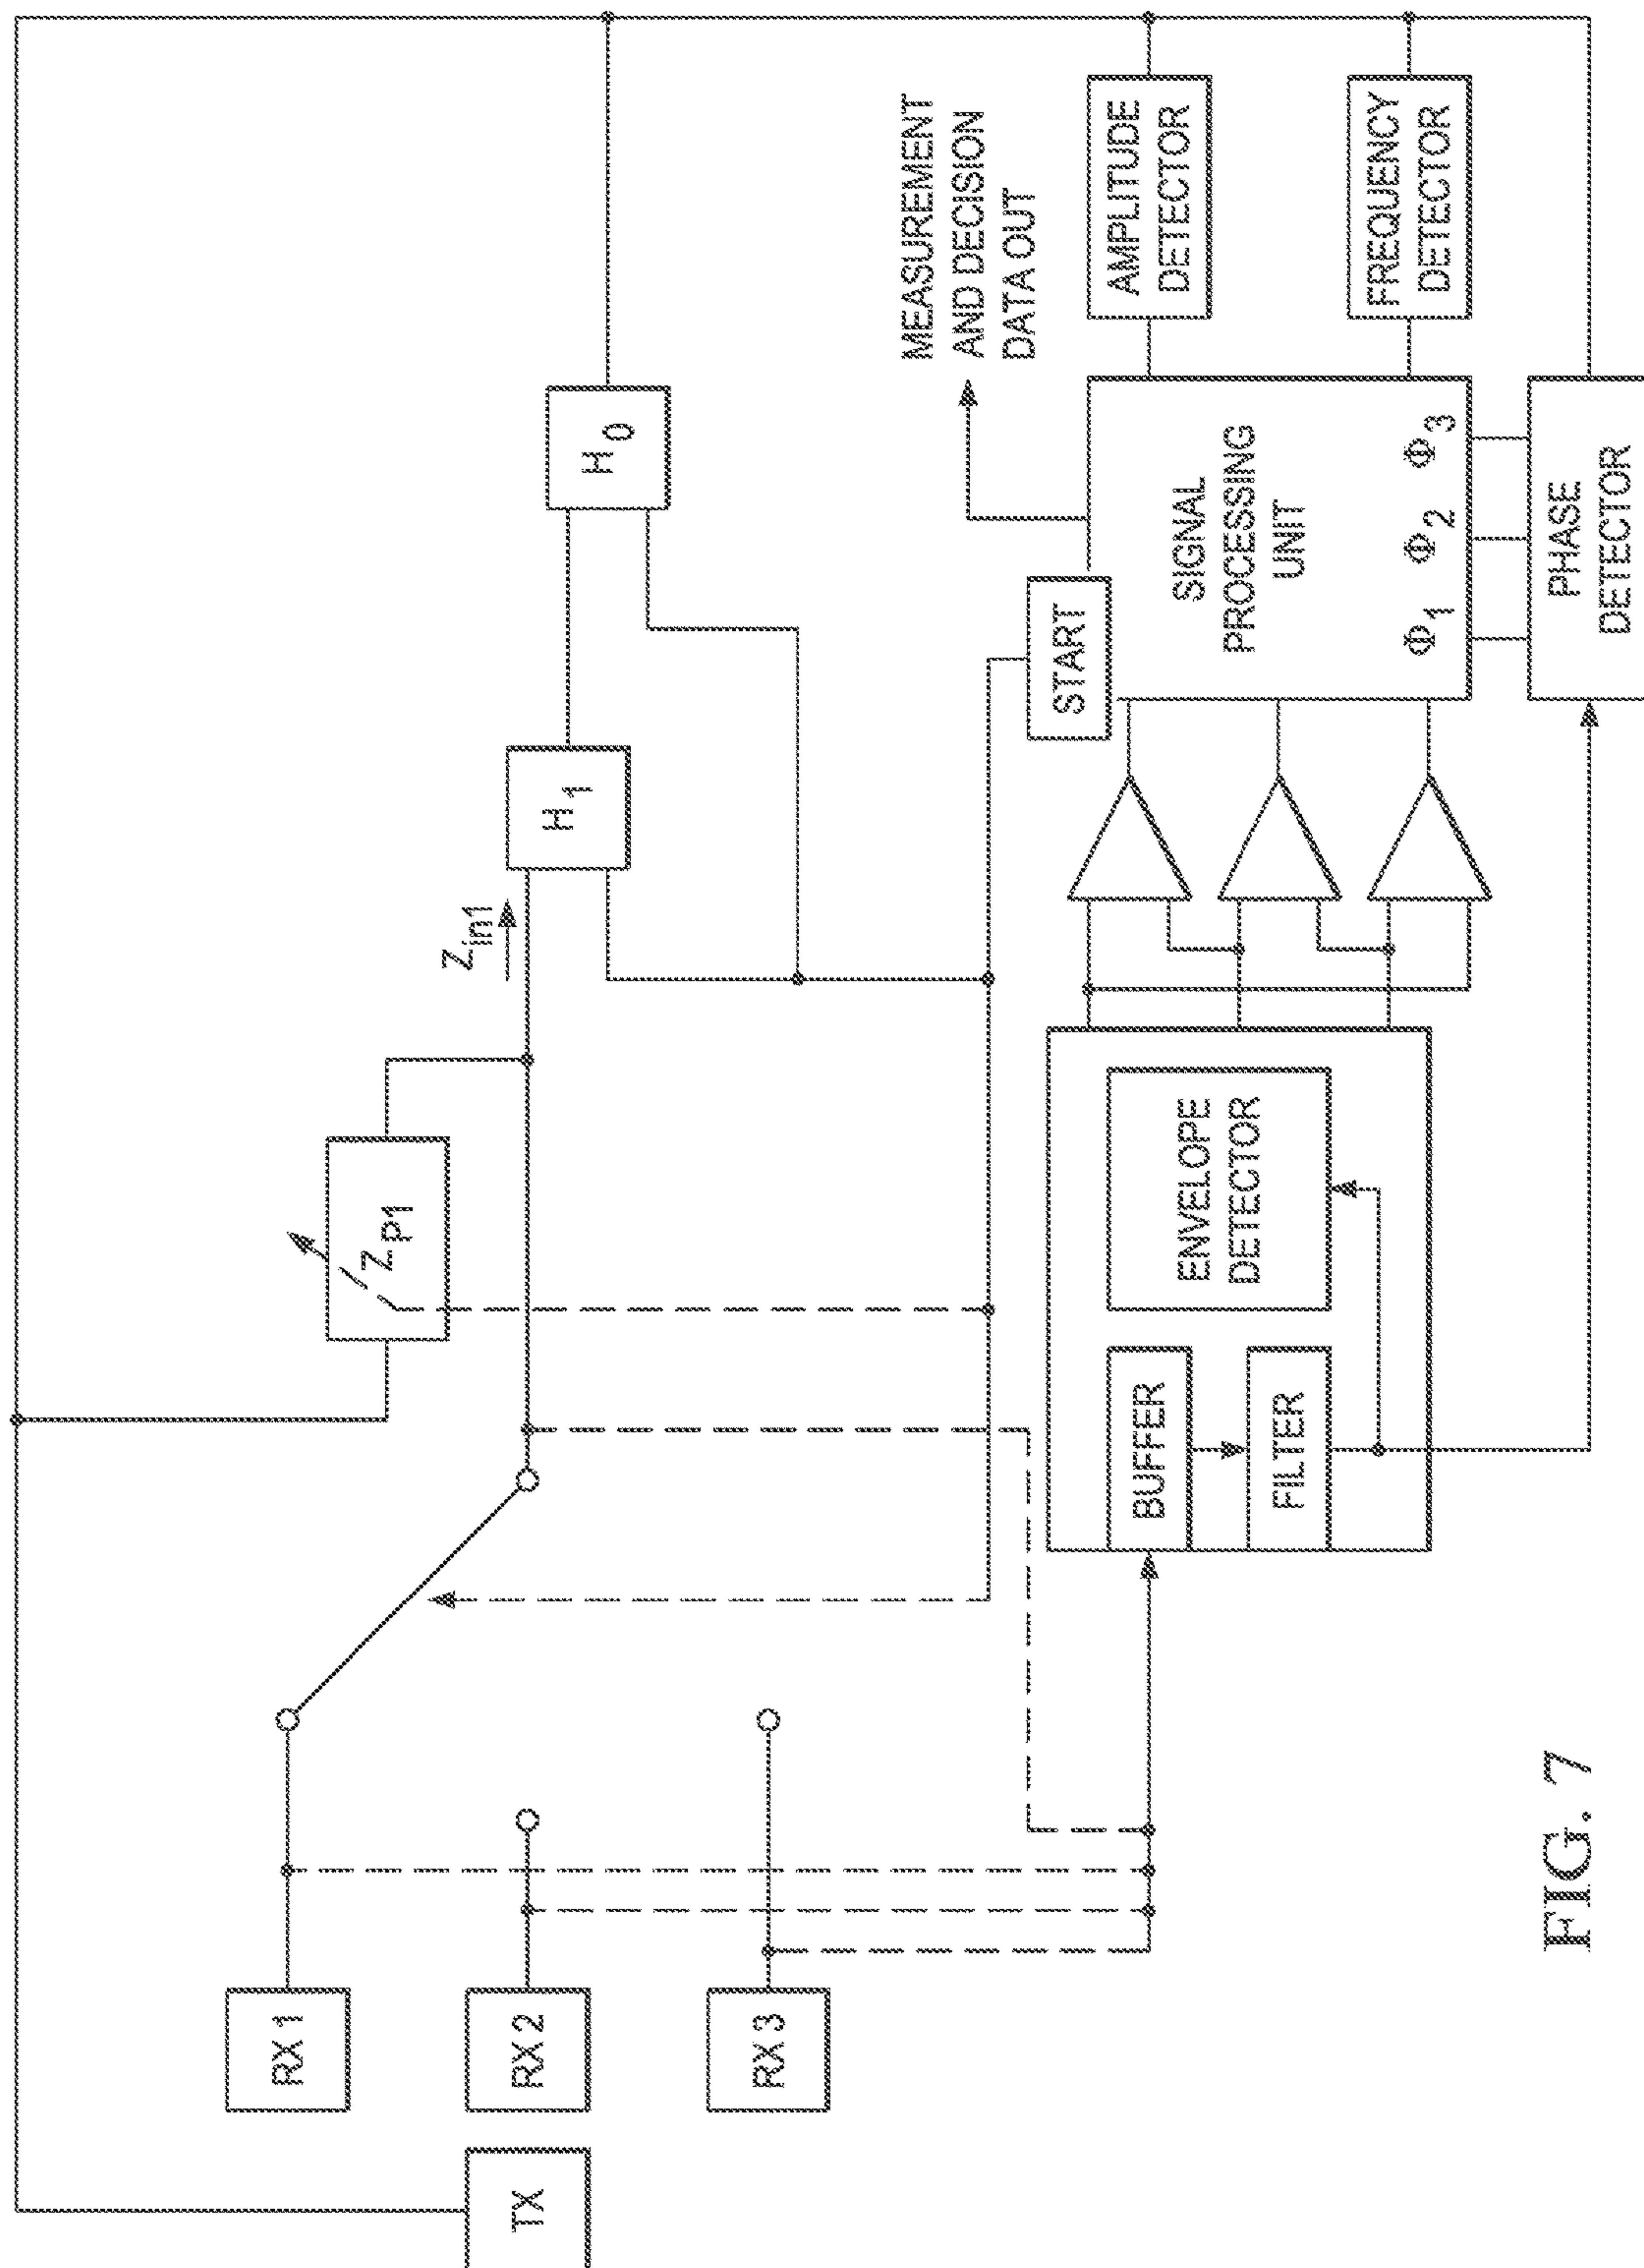 TX
RX 1
RX 2
RX 3
ZP1
Zin1
H1
H0
MEASUREMENT
AND DECISION
DATA OUT
START
SIGNAL
PROCESSING
UNIT
Φ1 Φ2 Φ3
AMPLITUDE
DETECTOR
FREQUENCY
DETECTOR
PHASE
DETECTOR
BUFFER
FILTER
ENVELOPE
DETECTOR
FIG. 7